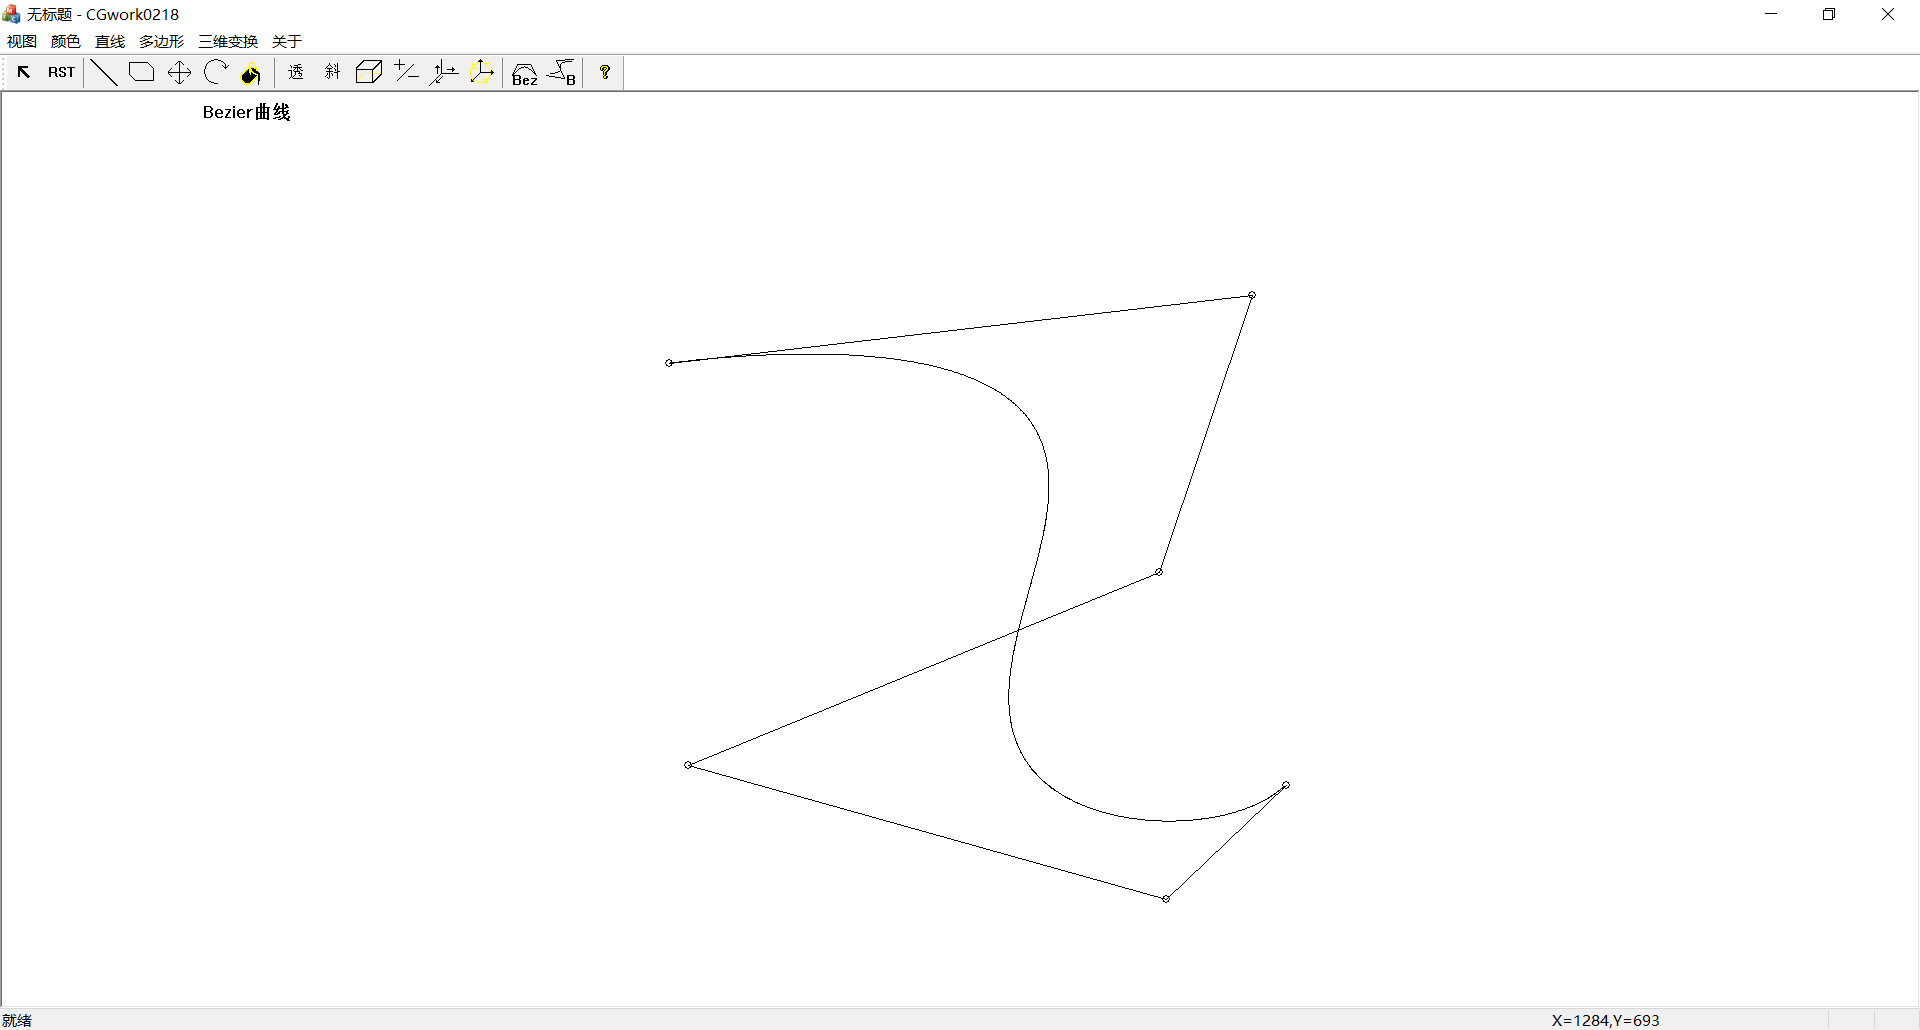 无标题 - CGwork0218
视图 颜色 直线 多边形 三维变换 关于
RST 透 斜 Bez B ?
Bezier曲线
就绪 X=1284,Y=693